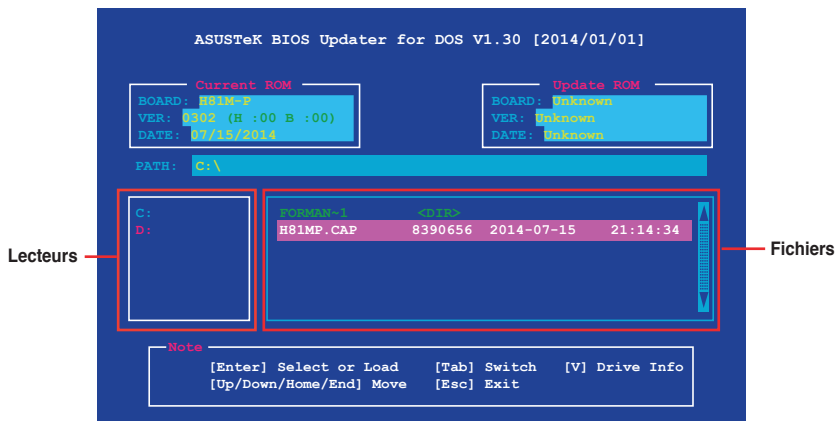 ASUSTeK BIOS Updater for DOS V1.30 [2014/01/01]
Current ROM
BOARD: H81M-P
VER: 0302 (H :00 B :00)
DATE: 07/15/2014
Update ROM
BOARD: Unknown
VER: Unknown
DATE: Unknown
PATH: C:\
Lecteurs
C:
D:
FORMAN~1 <DIR>
H81MP.CAP 8390656 2014-07-15 21:14:34
Fichiers
Note
[Enter] Select or Load [Tab] Switch [V] Drive Info
[Up/Down/Home/End] Move [Esc] Exit